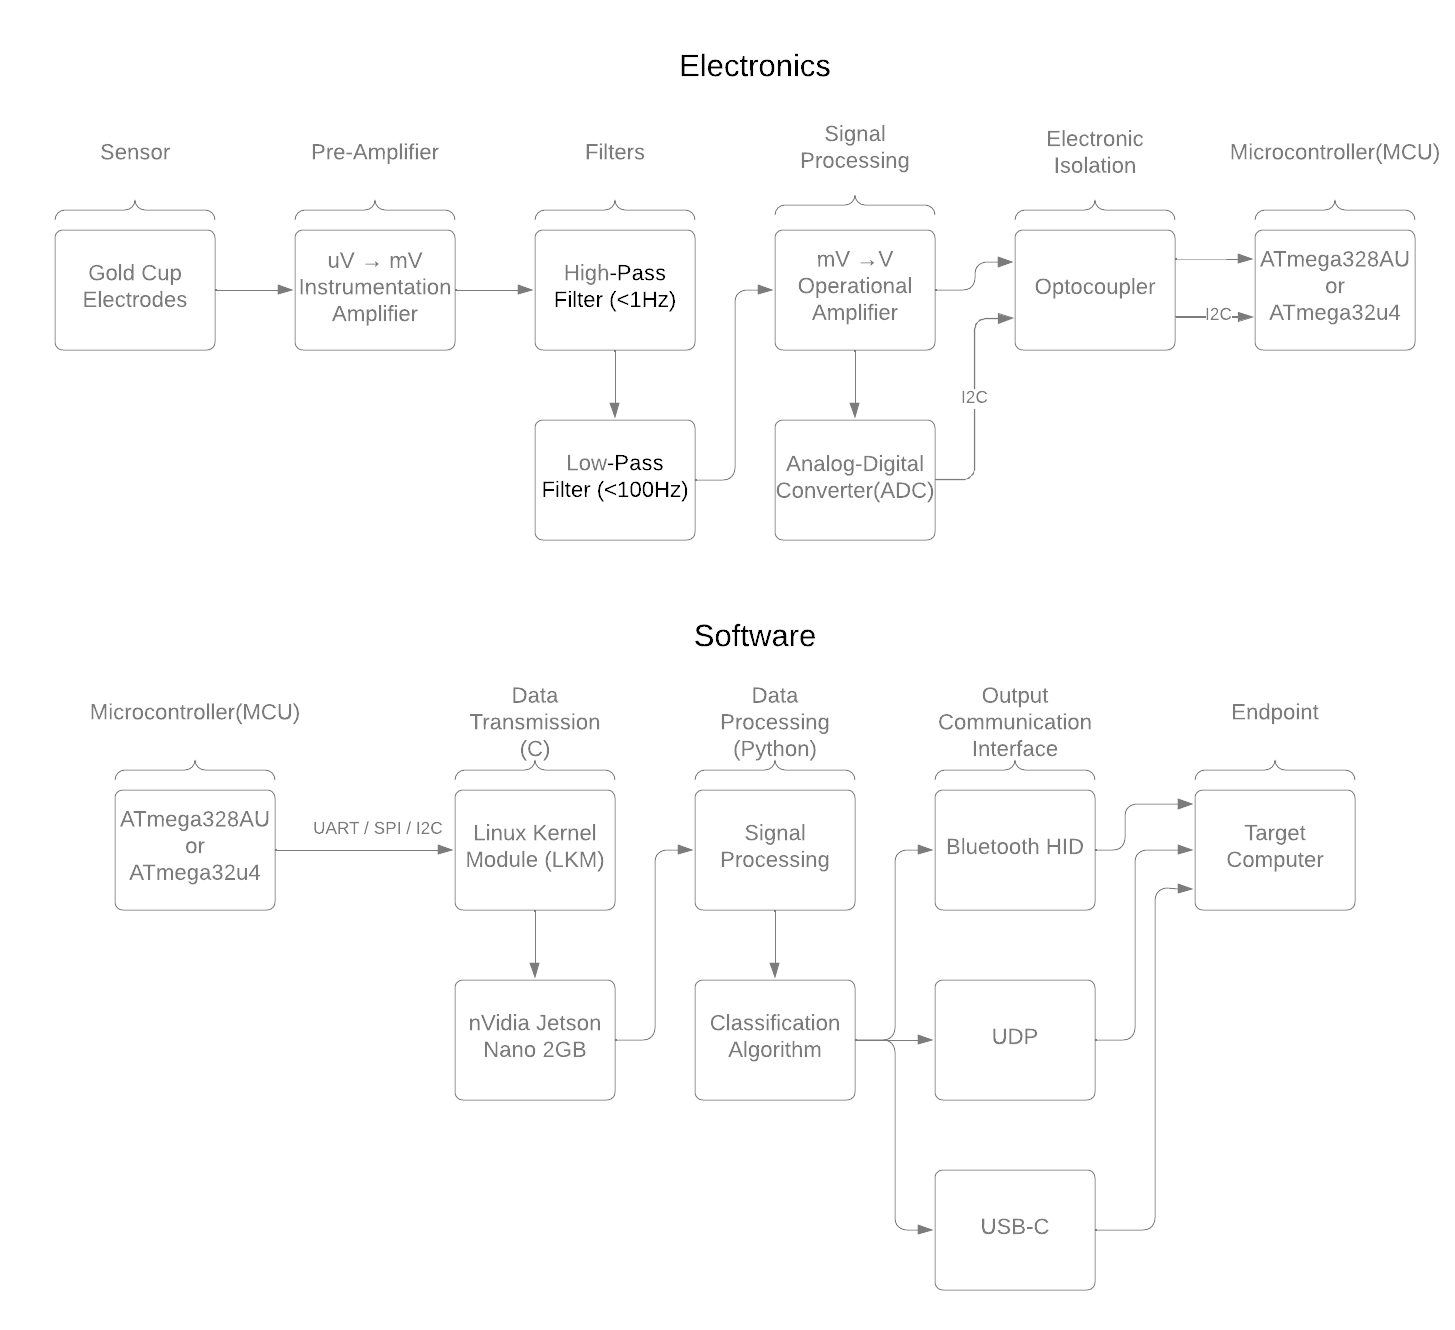 Electronics
Sensor
Pre-Amplifier
Filters
Signal
Processing
Electronic
Isolation
Microcontroller(MCU)
Gold Cup
Electrodes
uV → mV
Instrumentation
Amplifier
High-Pass
Filter (<1Hz)
mV →V
Operational
Amplifier
Optocoupler
I2C
ATmega328AU
or
ATmega32u4
I2C
Low-Pass
Filter (<100Hz)
Analog-Digital
Converter(ADC)
Software
Microcontroller(MCU)
Data
Transmission
(C)
Data
Processing
(Python)
Output
Communication
Interface
Endpoint
ATmega328AU
or
ATmega32u4
UART / SPI / I2C
Linux Kernel
Module (LKM)
Signal
Processing
Bluetooth HID
Target
Computer
nVidia Jetson
Nano 2GB
Classification
Algorithm
UDP
USB-C